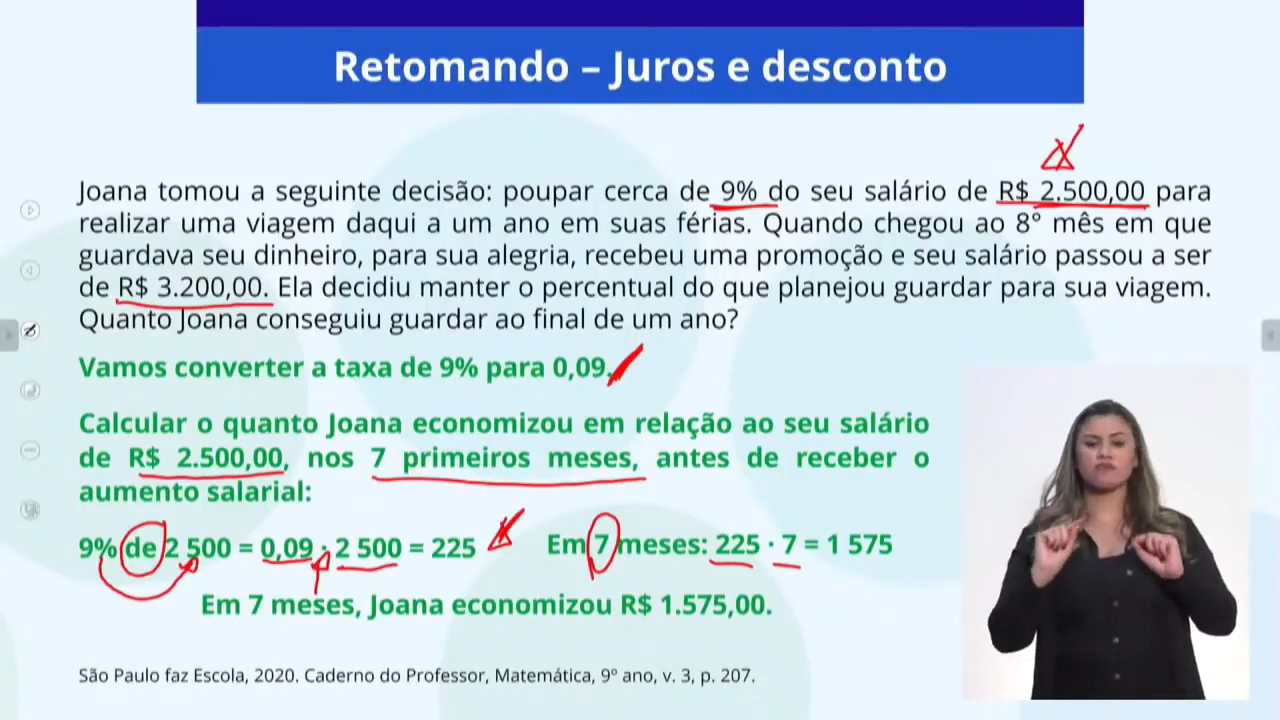 Retomando – Juros e desconto
Joana tomou a seguinte decisão: poupar cerca de 9% do seu salário de R$ 2.500,00 para
realizar uma viagem daqui a um ano em suas férias. Quando chegou ao 8° mês em que
guardava seu dinheiro, para sua alegria, recebeu uma promoção e seu salário passou a ser
de R$ 3.200,00. Ela decidiu manter o percentual do que planejou guardar para sua viagem.
Quanto Joana conseguiu guardar ao final de um ano?
Vamos converter a taxa de 9% para 0,09.
Calcular o quanto Joana economizou em relação ao seu salário
de R$ 2.500,00, nos 7 primeiros meses, antes de receber o
aumento salarial:
9% de 2 500 = 0,09 · 2 500 = 225 Em 7 meses: 225 · 7 = 1 575
Em 7 meses, Joana economizou R$ 1.575,00.
São Paulo faz Escola, 2020. Caderno do Professor, Matemática, 9º ano, v. 3, p. 207.